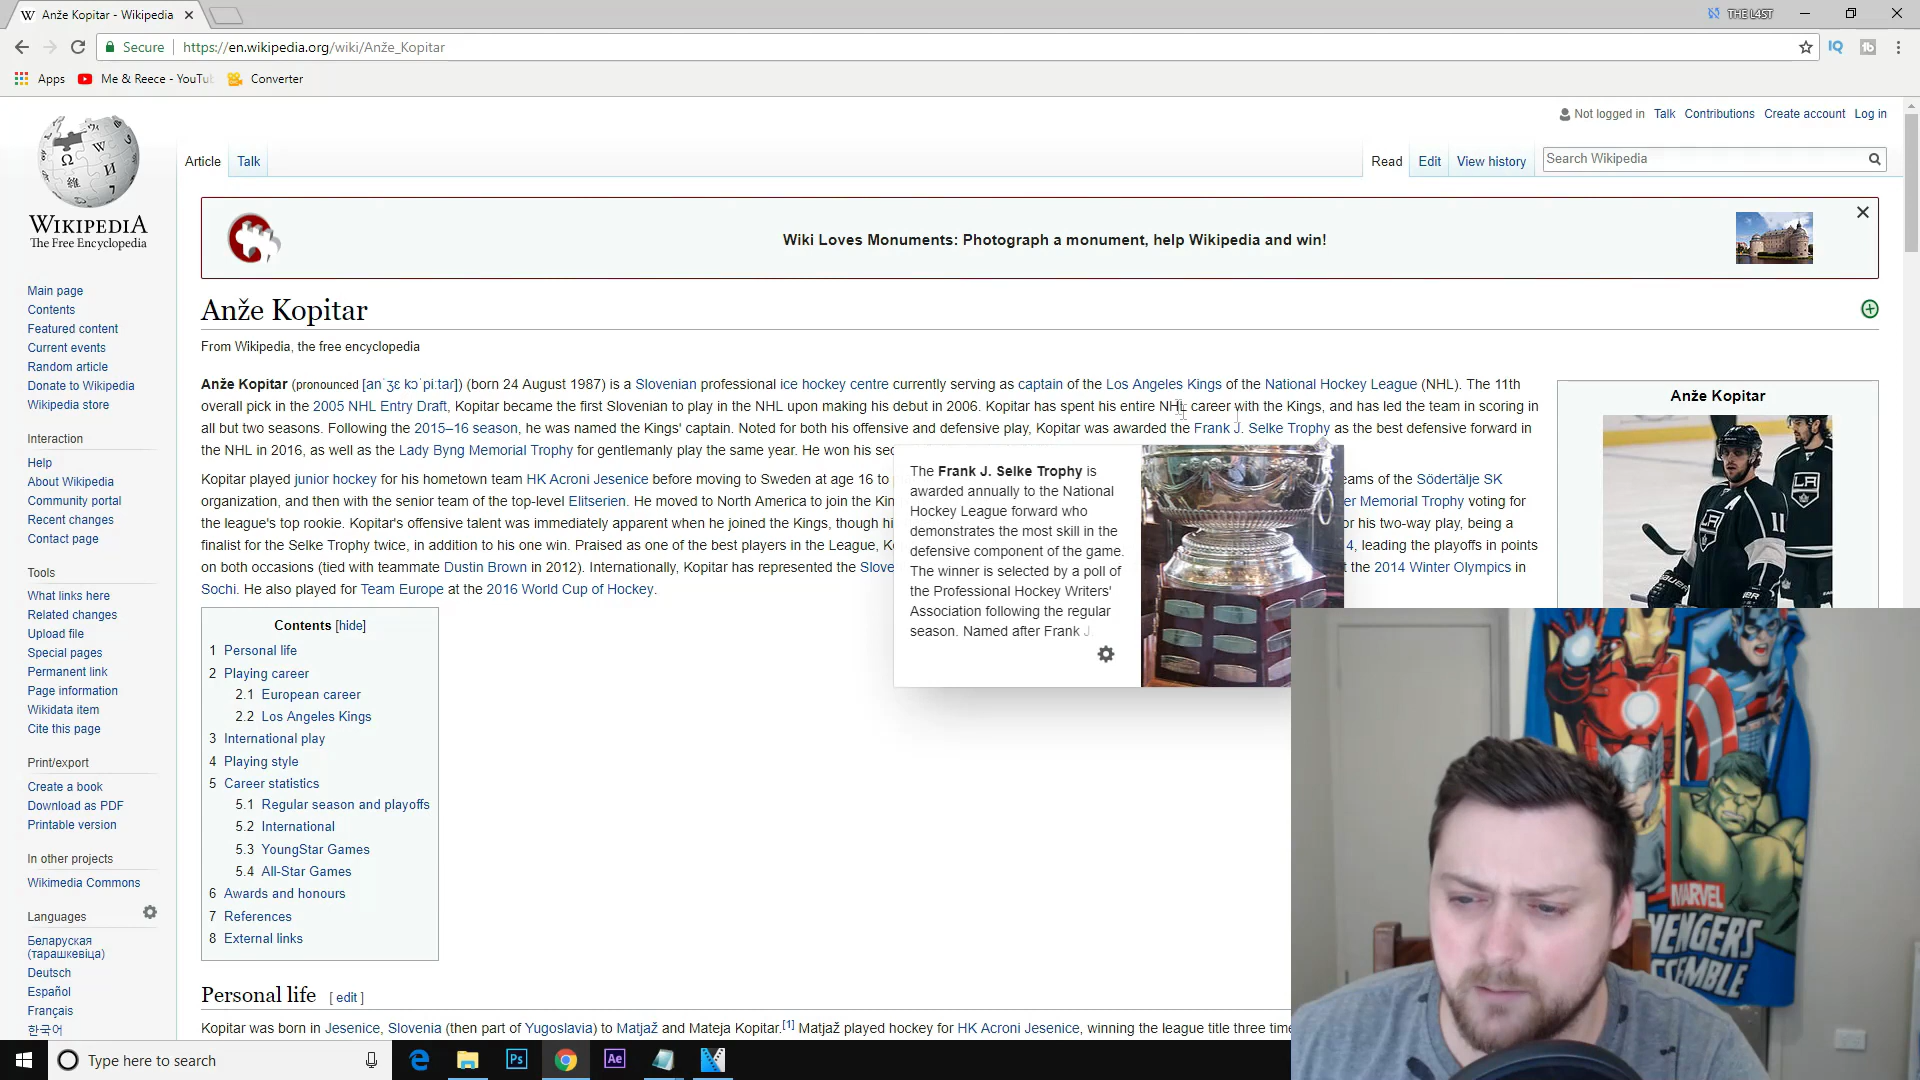 Anže Kopitar - Wikipedia
THE L4ST
Secure https://en.wikipedia.org/wiki/Anže_Kopitar
Apps Me & Reece - YouTu Converter
Not logged in Talk Contributions Create account Log in
Article Talk Read Edit View history Search Wikipedia
WIKIPEDIA
The Free Encyclopedia
Wiki Loves Monuments: Photograph a monument, help Wikipedia and win!
Main page
Contents
Featured content
Current events
Random article
Donate to Wikipedia
Wikipedia store
Interaction
Help
About Wikipedia
Community portal
Recent changes
Contact page
Tools
What links here
Related changes
Upload file
Special pages
Permanent link
Page information
Wikidata item
Cite this page
Print/export
Create a book
Download as PDF
Printable version
In other projects
Wikimedia Commons
Languages
Беларуская
(тарашкевіца)
Deutsch
Español
Français
한국어
Anže Kopitar
From Wikipedia, the free encyclopedia
Anže Kopitar (pronounced [anˈʒɛ kɔˈpiːtar]) (born 24 August 1987) is a Slovenian professional ice hockey centre currently serving as captain of the Los Angeles Kings of the National Hockey League (NHL). The 11th
overall pick in the 2005 NHL Entry Draft, Kopitar became the first Slovenian to play in the NHL upon making his debut in 2006. Kopitar has spent his entire NHL career with the Kings, and has led the team in scoring in
all but two seasons. Following the 2015–16 season, he was named the Kings' captain. Noted for both his offensive and defensive play, Kopitar was awarded the Frank J. Selke Trophy as the best defensive forward in
the NHL in 2016, as well as the Lady Byng Memorial Trophy for gentlemanly play the same year. He won his sec
Kopitar played junior hockey for his hometown team HK Acroni Jesenice before moving to Sweden at age 16 to eams of the Södertälje SK
organization, and then with the senior team of the top-level Elitserien. He moved to North America to join the Kin er Memorial Trophy voting for
the league's top rookie. Kopitar's offensive talent was immediately apparent when he joined the Kings, though hi or his two-way play, being a
finalist for the Selke Trophy twice, in addition to his one win. Praised as one of the best players in the League, Ko 4, leading the playoffs in points
on both occasions (tied with teammate Dustin Brown in 2012). Internationally, Kopitar has represented the Slove t the 2014 Winter Olympics in
Sochi. He also played for Team Europe at the 2016 World Cup of Hockey.
The Frank J. Selke Trophy is
awarded annually to the National
Hockey League forward who
demonstrates the most skill in the
defensive component of the game.
The winner is selected by a poll of
the Professional Hockey Writers'
Association following the regular
season. Named after Frank J.
Anže Kopitar
LA
11
Contents [hide]
1 Personal life
2 Playing career
2.1 European career
2.2 Los Angeles Kings
3 International play
4 Playing style
5 Career statistics
5.1 Regular season and playoffs
5.2 International
5.3 YoungStar Games
5.4 All-Star Games
6 Awards and honours
7 References
8 External links
Personal life [ edit ]
Kopitar was born in Jesenice, Slovenia (then part of Yugoslavia) to Matjaž and Mateja Kopitar.[1] Matjaž played hockey for HK Acroni Jesenice, winning the league title three time
MARVEL
Type here to search
Ps
Ae